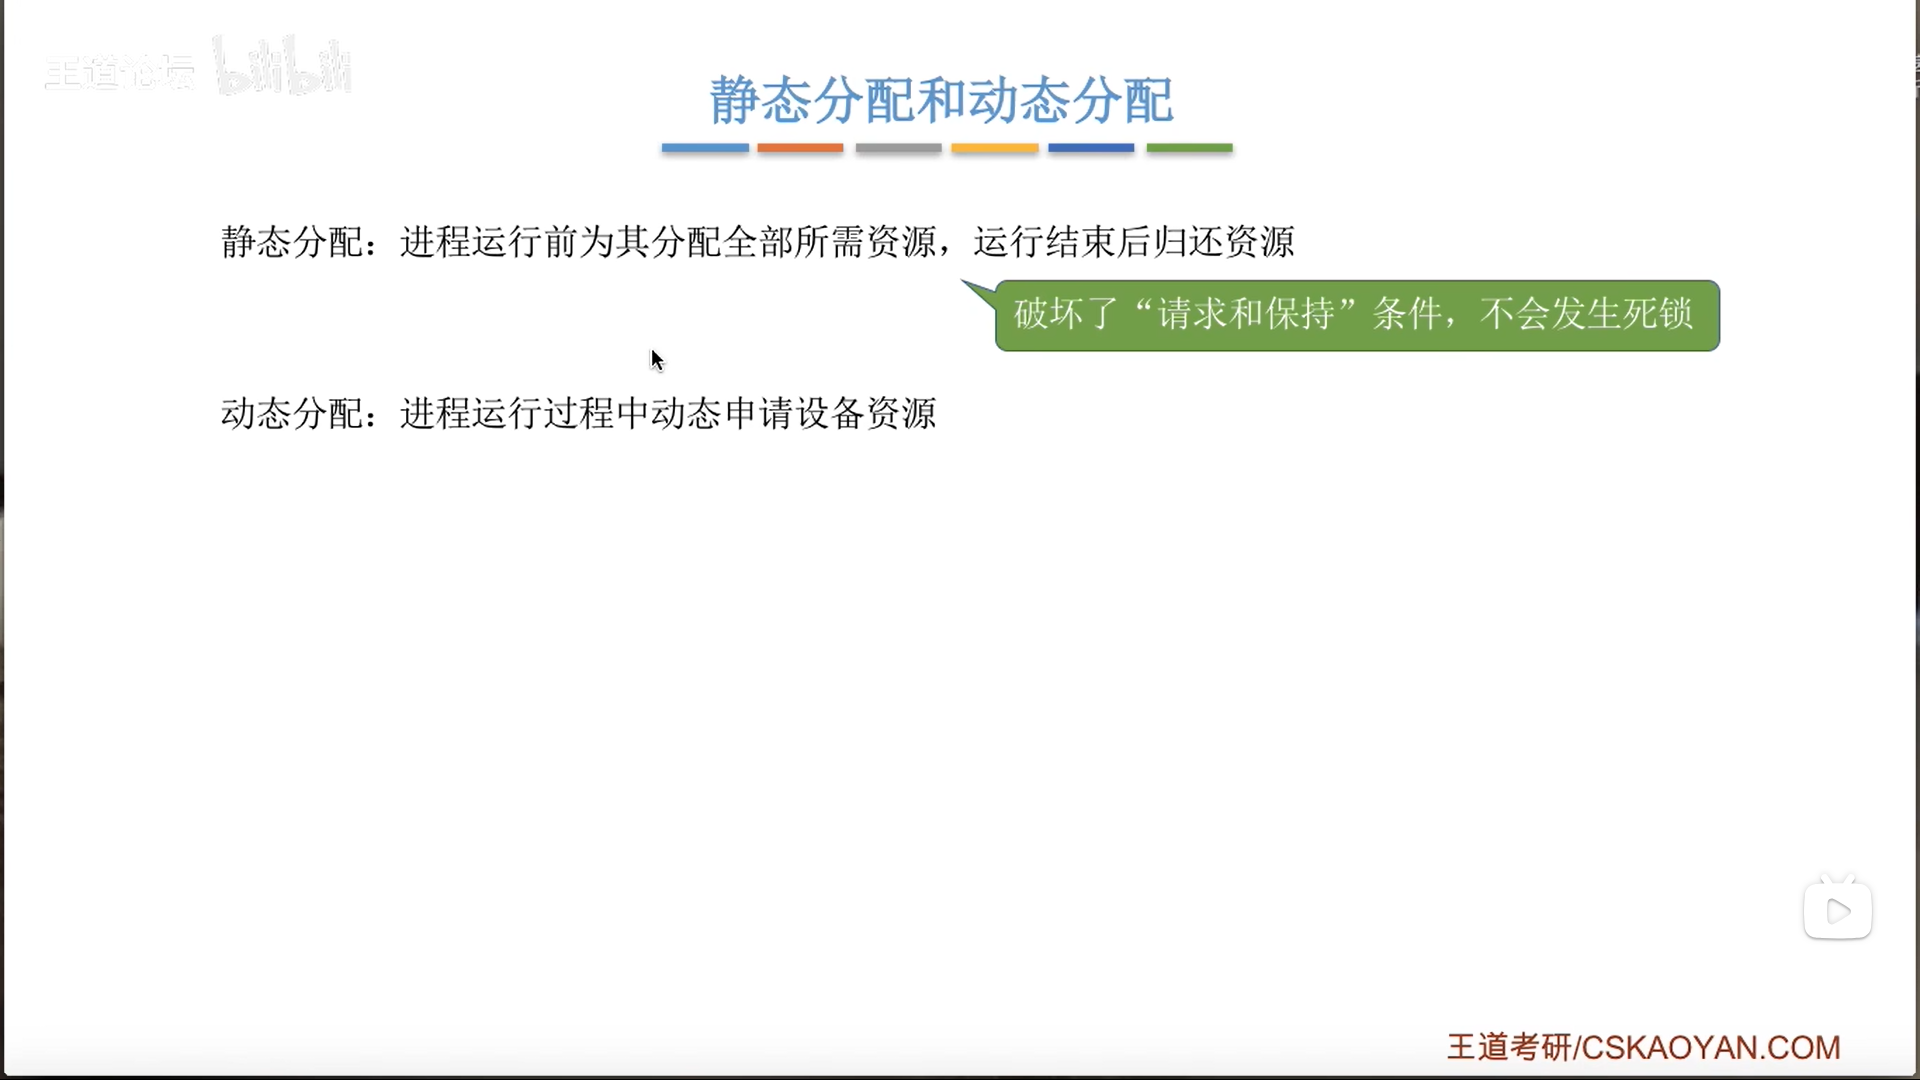 王道论坛 bilibili
静态分配和动态分配
静态分配：进程运行前为其分配全部所需资源，运行结束后归还资源
破坏了“请求和保持”条件，不会发生死锁
动态分配：进程运行过程中动态申请设备资源
王道考研/CSKAOYAN.COM